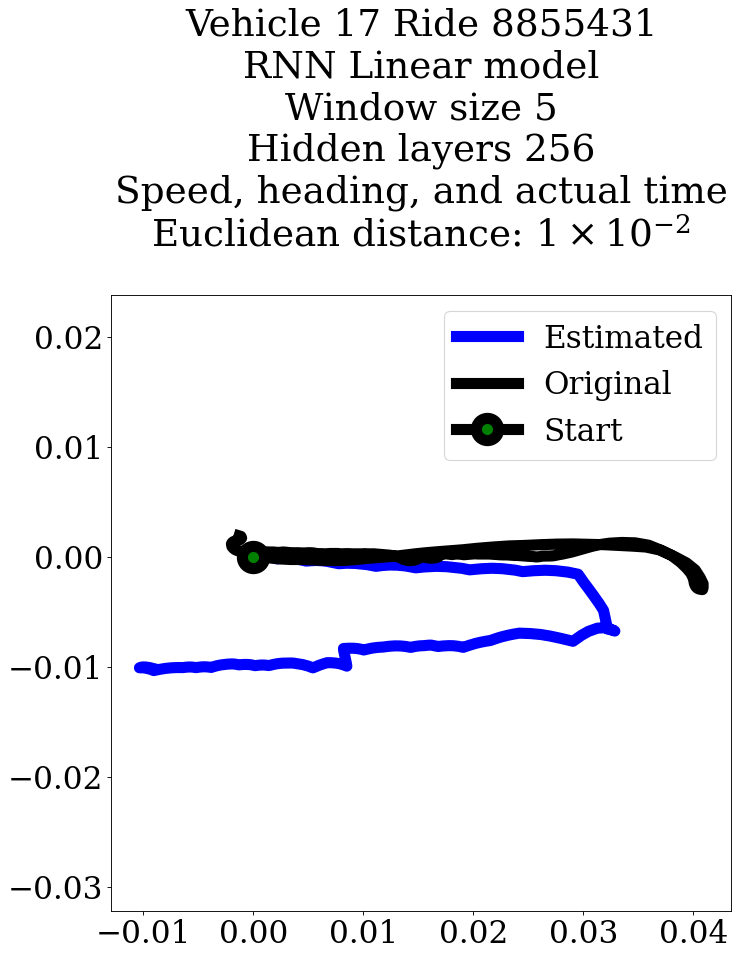 Vehicle 17 Ride 8855431
RNN Linear model
Window size 5
Hidden layers 256
Speed, heading, and actual time
Euclidean distance: 1 × 10⁻²
Estimated
Original
Start
0.02
0.01
0.00
−0.01
−0.02
−0.03
−0.01 0.00 0.01 0.02 0.03 0.04